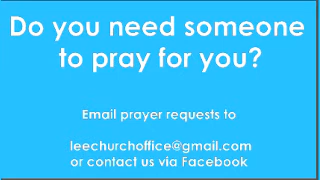 Do you need someone
to pray for you?
Email prayer requests to
leechurchoffice@gmail.com
or contact us via Facebook